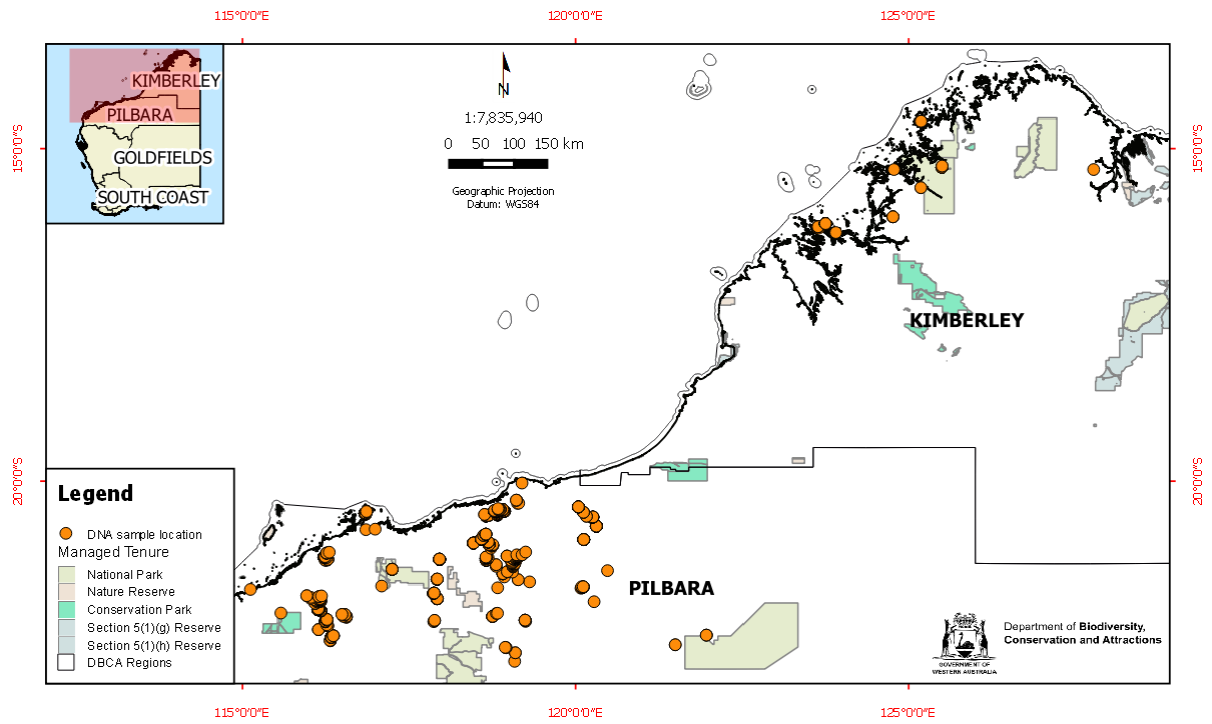 115°0'0"E
120°0'0"E
125°0'0"E
KIMBERLEY
PILBARA
GOLDFIELDS
SOUTH COAST
N
1:7,835,940
0 50 100 150 km
Geographic Projection
Datum: WGS84
15°0'0"S
15°0'0"S
KIMBERLEY
20°0'0"S
20°0'0"S
PILBARA
Legend
DNA sample location
Managed Tenure
National Park
Nature Reserve
Conservation Park
Section 5(1)(g) Reserve
Section 5(1)(h) Reserve
DBCA Regions
Department of Biodiversity,
Conservation and Attractions
GOVERNMENT OF
WESTERN AUSTRALIA
115°0'0"E
120°0'0"E
125°0'0"E